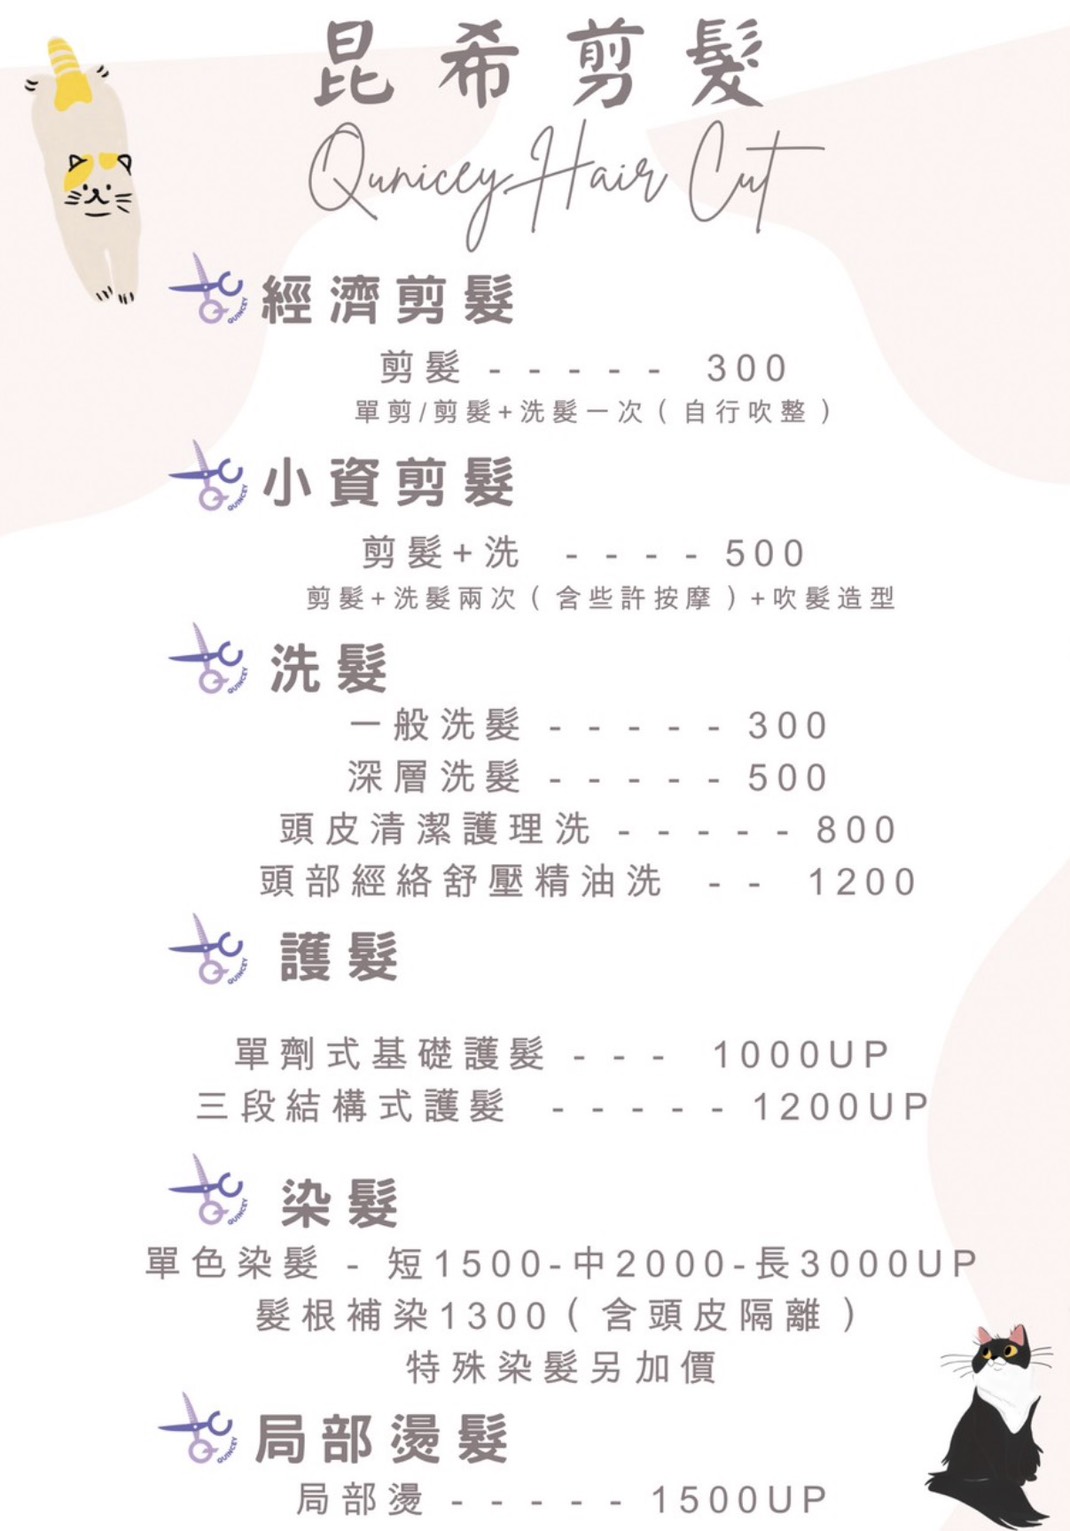 昆希剪髮
Qunicey Hair Cut
QUINCEY
經濟剪髮
剪髮 - - - - - 300
單剪/剪髮+洗髮一次（自行吹整）
QUINCEY
小資剪髮
剪髮+洗 - - - - 500
剪髮+洗髮兩次（含些許按摩）+吹髮造型
QUINCEY
洗髮
一般洗髮 - - - - - 300
深層洗髮 - - - - - 500
頭皮清潔護理洗 - - - - - 800
頭部經絡舒壓精油洗 - - 1200
QUINCEY
護髮
單劑式基礎護髮 - - - 1000UP
三段結構式護髮 - - - - - 1200UP
QUINCEY
染髮
單色染髮 - 短1500-中2000-長3000UP
髮根補染1300（含頭皮隔離）
特殊染髮另加價
QUINCEY
局部燙髮
局部燙 - - - - - 1500UP